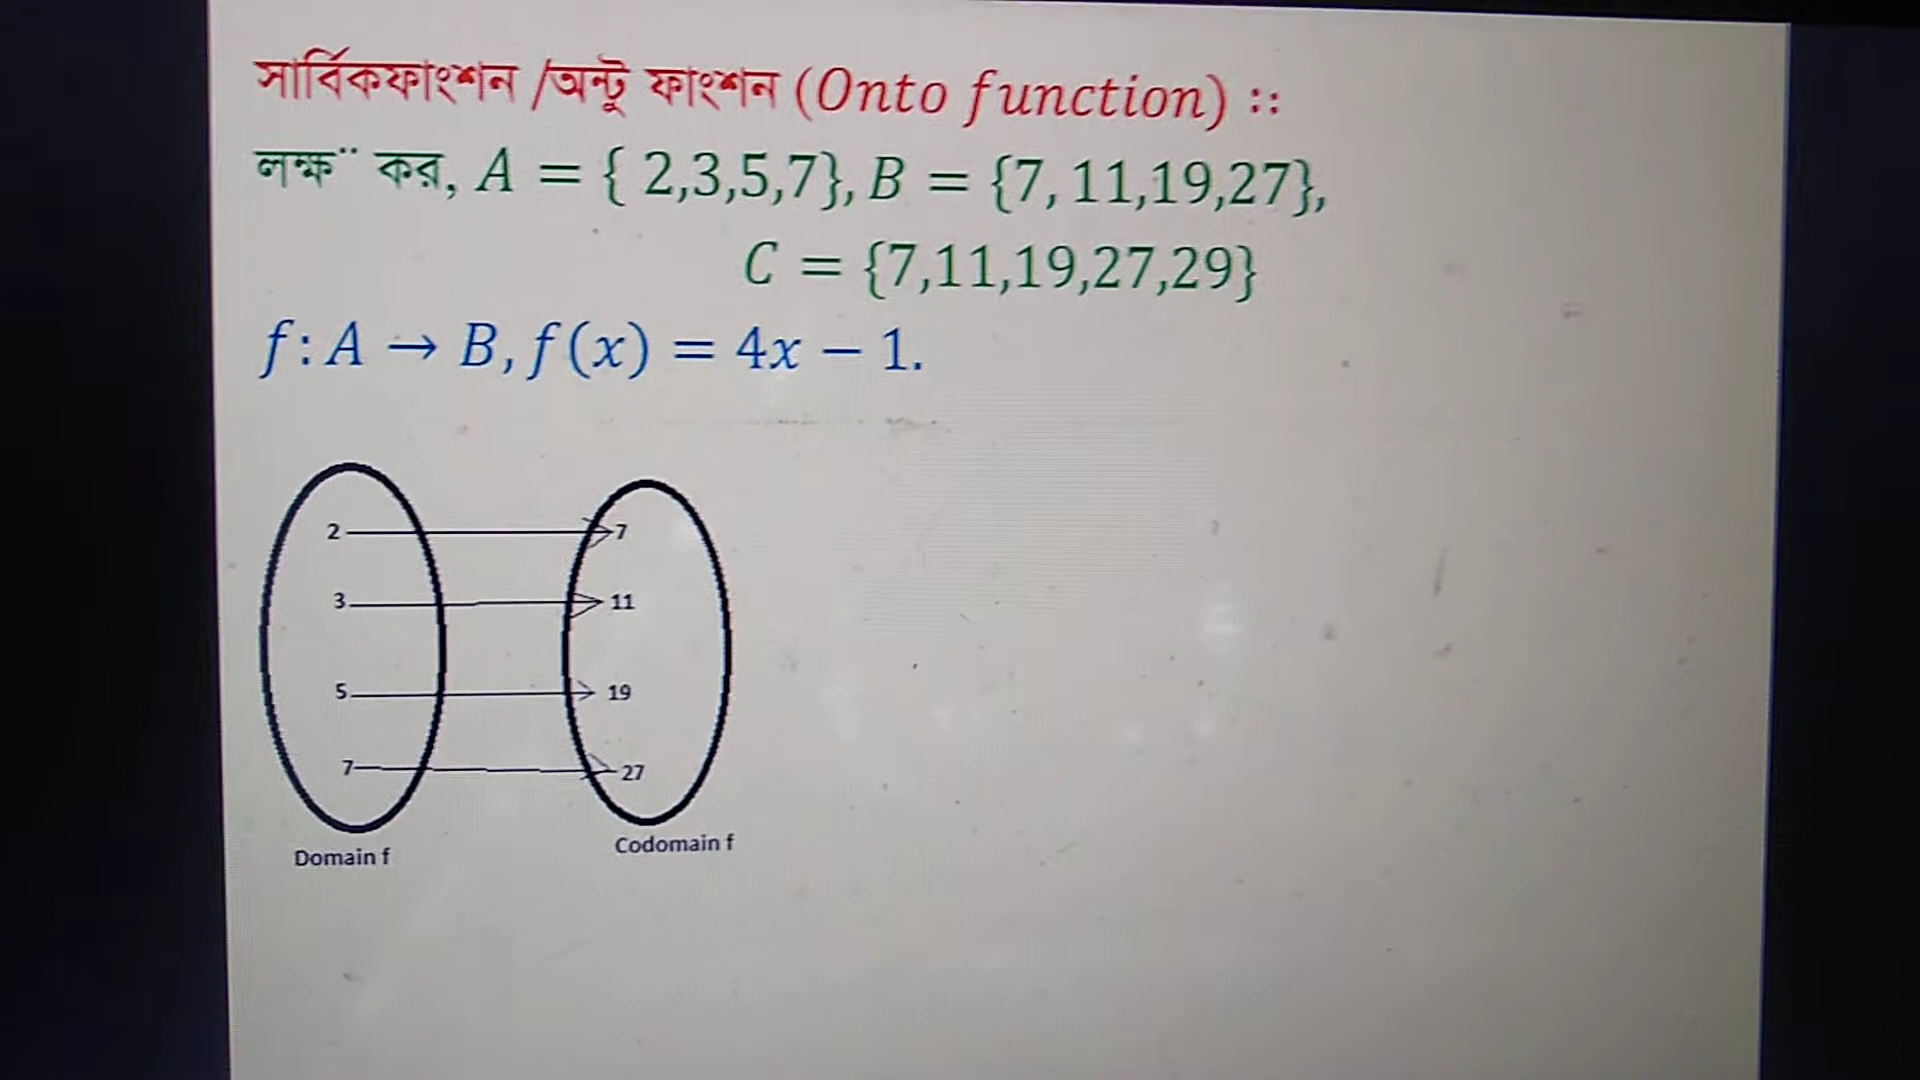 সার্বিকফাংশন /অন্টূ ফাংশন (Onto function) ::
লক্ষ¨ কর, A = { 2,3,5,7}, B = {7, 11,19,27},
C = {7,11,19,27,29}
f: A → B, f(x) = 4x − 1.
2 7
3 11
5 19
7 27
Domain f Codomain f